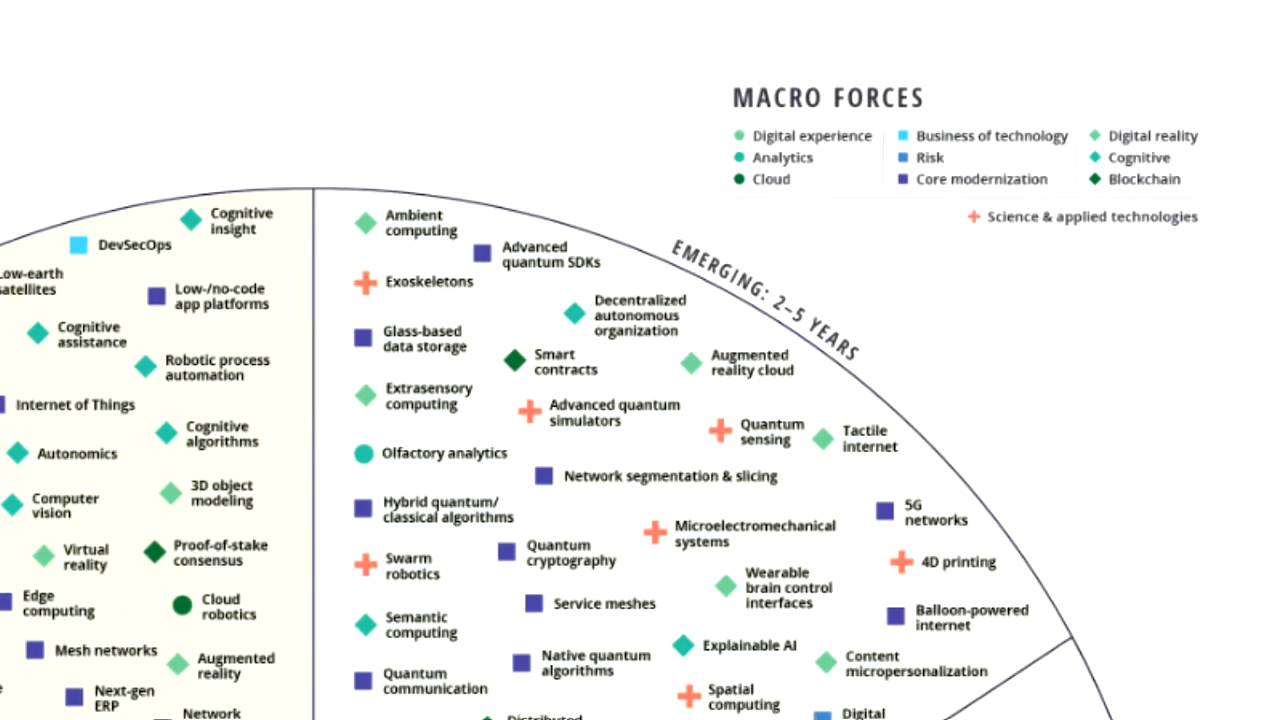 MACRO FORCES
Digital experience
Analytics
Cloud
Business of technology
Risk
Core modernization
Digital reality
Cognitive
Blockchain
Science & applied technologies
EMERGING: 2–5 YEARS
Cognitive
insight
DevSecOps
Low-earth
satellites
Low-/no-code
app platforms
Cognitive
assistance
Robotic process
automation
Internet of Things
Cognitive
algorithms
Autonomics
3D object
modeling
Computer
vision
Virtual
reality
Proof-of-stake
consensus
Edge
computing
Cloud
robotics
Mesh networks
Augmented
reality
Next-gen
ERP
Network
Ambient
computing
Advanced
quantum SDKs
Exoskeletons
Decentralized
autonomous
organization
Glass-based
data storage
Smart
contracts
Augmented
reality cloud
Extrasensory
computing
Advanced quantum
simulators
Quantum
sensing
Tactile
internet
Olfactory analytics
Network segmentation & slicing
Hybrid quantum/
classical algorithms
5G
networks
Microelectromechanical
systems
Swarm
robotics
Quantum
cryptography
4D printing
Wearable
brain control
interfaces
Service meshes
Balloon-powered
internet
Semantic
computing
Explainable AI
Native quantum
algorithms
Content
micropersonalization
Quantum
communication
Spatial
computing
Distributed
Digital